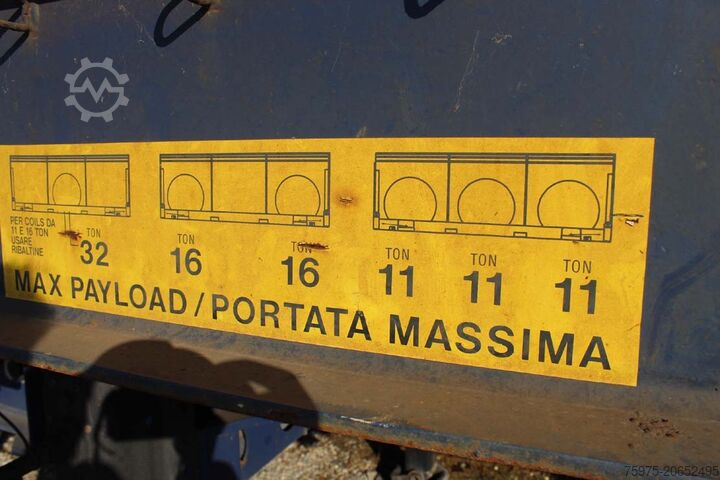 PER COILS DA
11 E 16 TON
USARE
RIBALTINE
TON
32
TON
16
TON
16
TON
11
TON
11
TON
11
MAX PAYLOAD / PORTATA MASSIMA
75975-20652495